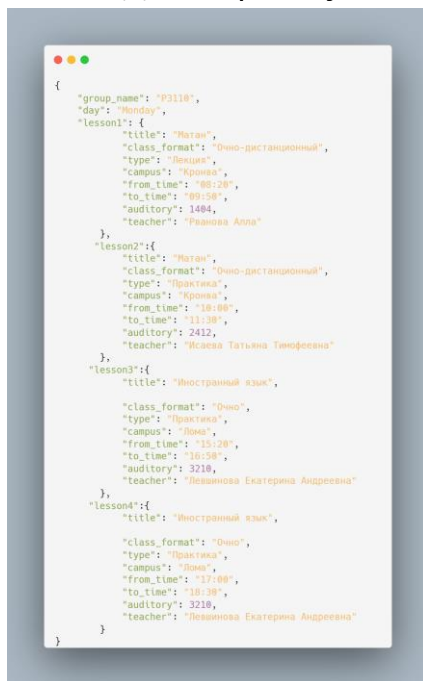 {
"group_name": "P3110",
"day": "Monday",
"lesson1": {
"title": "Матан",
"class_format": "Очно-дистанционный",
"type": "Лекция",
"campus": "Кронва",
"from_time": "08:20",
"to_time": "09:50",
"auditory": 1404,
"teacher": "Рванова Алла"
},
"lesson2":{
"title": "Матан",
"class_format": "Очно-дистанционный",
"type": "Практика",
"campus": "Кронва",
"from_time": "10:00",
"to_time": "11:30",
"auditory": 2412,
"teacher": "Исаева Татьяна Тимофеевна"
},
"lesson3":{
"title": "Иностранный язык",
"class_format": "Очно",
"type": "Практика",
"campus": "Лома",
"from_time": "15:20",
"to_time": "16:50",
"auditory": 3210,
"teacher": "Левшинова Екатерина Андреевна"
},
"lesson4":{
"title": "Иностранный язык",
"class_format": "Очно",
"type": "Практика",
"campus": "Лома",
"from_time": "17:00",
"to_time": "18:30",
"auditory": 3210,
"teacher": "Левшинова Екатерина Андреевна"
}
}